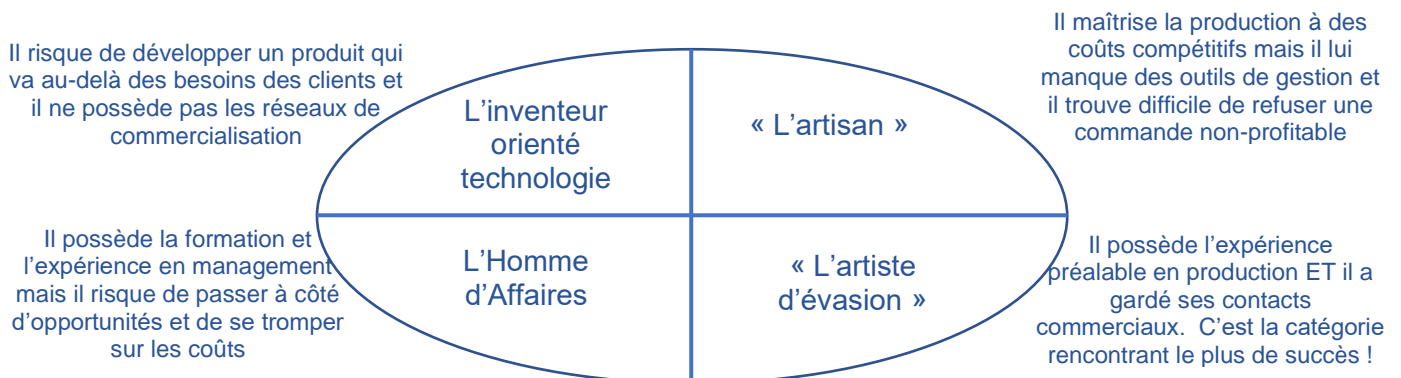 Il risque de développer un produit qui
va au-delà des besoins des clients et
il ne possède pas les réseaux de
commercialisation
L'inventeur
orienté
technologie
« L'artisan »
Il maîtrise la production à des
coûts compétitifs mais il lui
manque des outils de gestion et
il trouve difficile de refuser une
commande non-profitable
Il possède la formation et
l'expérience en management
mais il risque de passer à côté
d'opportunités et de se tromper
sur les coûts
L'Homme
d'Affaires
« L'artiste
d'évasion »
Il possède l'expérience
préalable en production ET il a
gardé ses contacts
commerciaux. C'est la catégorie
rencontrant le plus de succès !